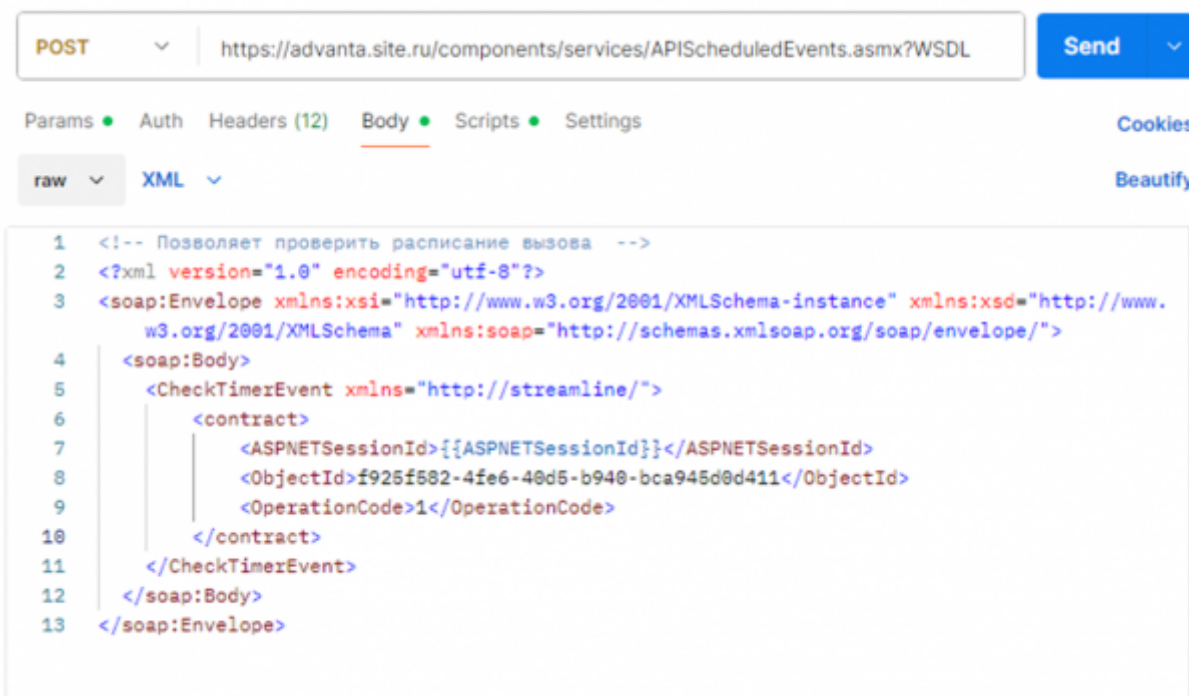 POST https://advanta.site.ru/components/services/APIScheduledEvents.asmx?WSDL Send
Params Auth Headers (12) Body Scripts Settings Cookies
raw XML Beautify
1 <!-- Позволяет проверить расписание вызова -->
2 <?xml version="1.0" encoding="utf-8"?>
3 <soap:Envelope xmlns:xsi="http://www.w3.org/2001/XMLSchema-instance" xmlns:xsd="http://www.
w3.org/2001/XMLSchema" xmlns:soap="http://schemas.xmlsoap.org/soap/envelope/">
4 <soap:Body>
5 <CheckTimerEvent xmlns="http://streamline/">
6 <contract>
7 <ASPNETSessionId>{{ASPNETSessionId}}</ASPNETSessionId>
8 <ObjectId>f925f582-4fe6-40d5-b940-bca945d0d411</ObjectId>
9 <OperationCode>1</OperationCode>
10 </contract>
11 </CheckTimerEvent>
12 </soap:Body>
13 </soap:Envelope>